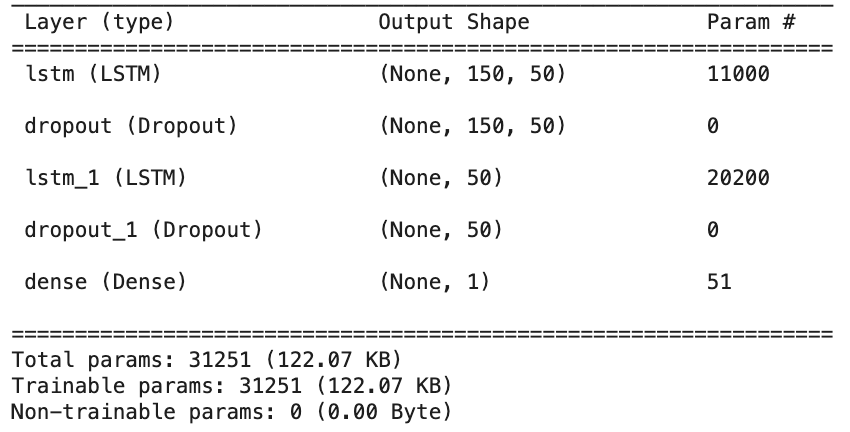 Layer (type) Output Shape Param #
=================================================================
lstm (LSTM) (None, 150, 50) 11000
dropout (Dropout) (None, 150, 50) 0
lstm_1 (LSTM) (None, 50) 20200
dropout_1 (Dropout) (None, 50) 0
dense (Dense) (None, 1) 51
=================================================================
Total params: 31251 (122.07 KB)
Trainable params: 31251 (122.07 KB)
Non-trainable params: 0 (0.00 Byte)